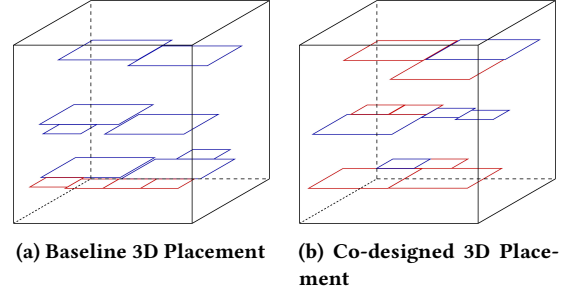 (a) Baseline 3D Placement
(b) Co-designed 3D Place-
ment